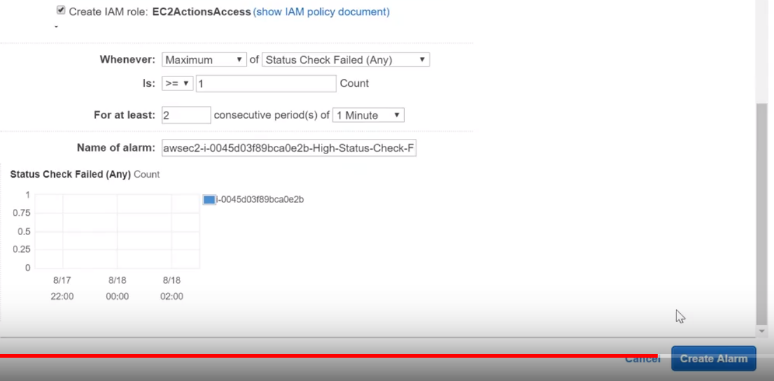 Create IAM role: EC2ActionsAccess (show IAM policy document)
Whenever: Maximum of Status Check Failed (Any)
Is: >= 1 Count
For at least: 2 consecutive period(s) of 1 Minute
Name of alarm: awsec2-i-0045d03f89bca0e2b-High-Status-Check-F
Status Check Failed (Any) Count
1
i-0045d03f89bca0e2b
0.75
0.5
0.25
0
8/17 8/18 8/18
22:00 00:00 02:00
Cancel Create Alarm